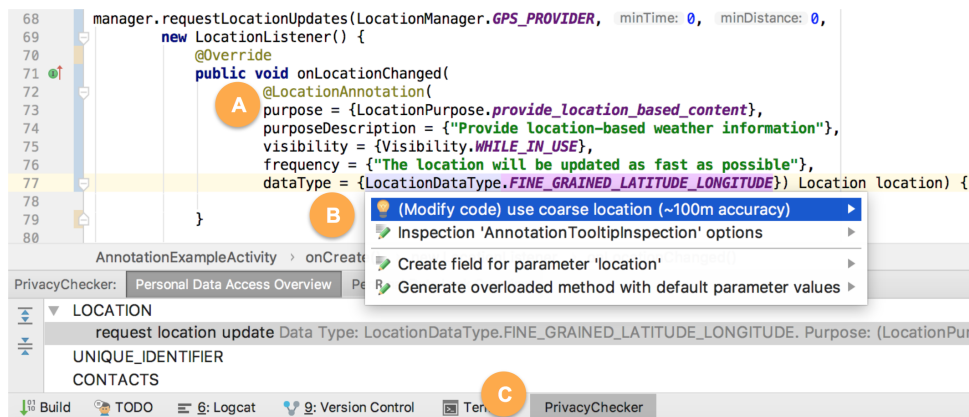 68 manager.requestLocationUpdates(LocationManager.GPS_PROVIDER, minTime: 0, minDistance: 0,
69 new LocationListener() {
70 @Override
71 public void onLocationChanged(
72 @LocationAnnotation(
A
73 purpose = {LocationPurpose.provide_location_based_content},
74 purposeDescription = {"Provide location-based weather information"},
75 visibility = {Visibility.WHILE_IN_USE},
76 frequency = {"The location will be updated as fast as possible"},
77 dataType = {LocationDataType.FINE_GRAINED_LATITUDE_LONGITUDE}) Location location) {
78
B
(Modify code) use coarse location (~100m accuracy)
79 }
Inspection 'AnnotationTooltipInspection' options
80
AnnotationExampleActivity › onCreate
Create field for parameter 'location'
PrivacyChecker: Personal Data Access Overview
Generate overloaded method with default parameter values
LOCATION
request location update Data Type: LocationDataType.FINE_GRAINED_LATITUDE_LONGITUDE. Purpose: (LocationPur
UNIQUE_IDENTIFIER
CONTACTS
C
Build TODO 6: Logcat 9: Version Control PrivacyChecker